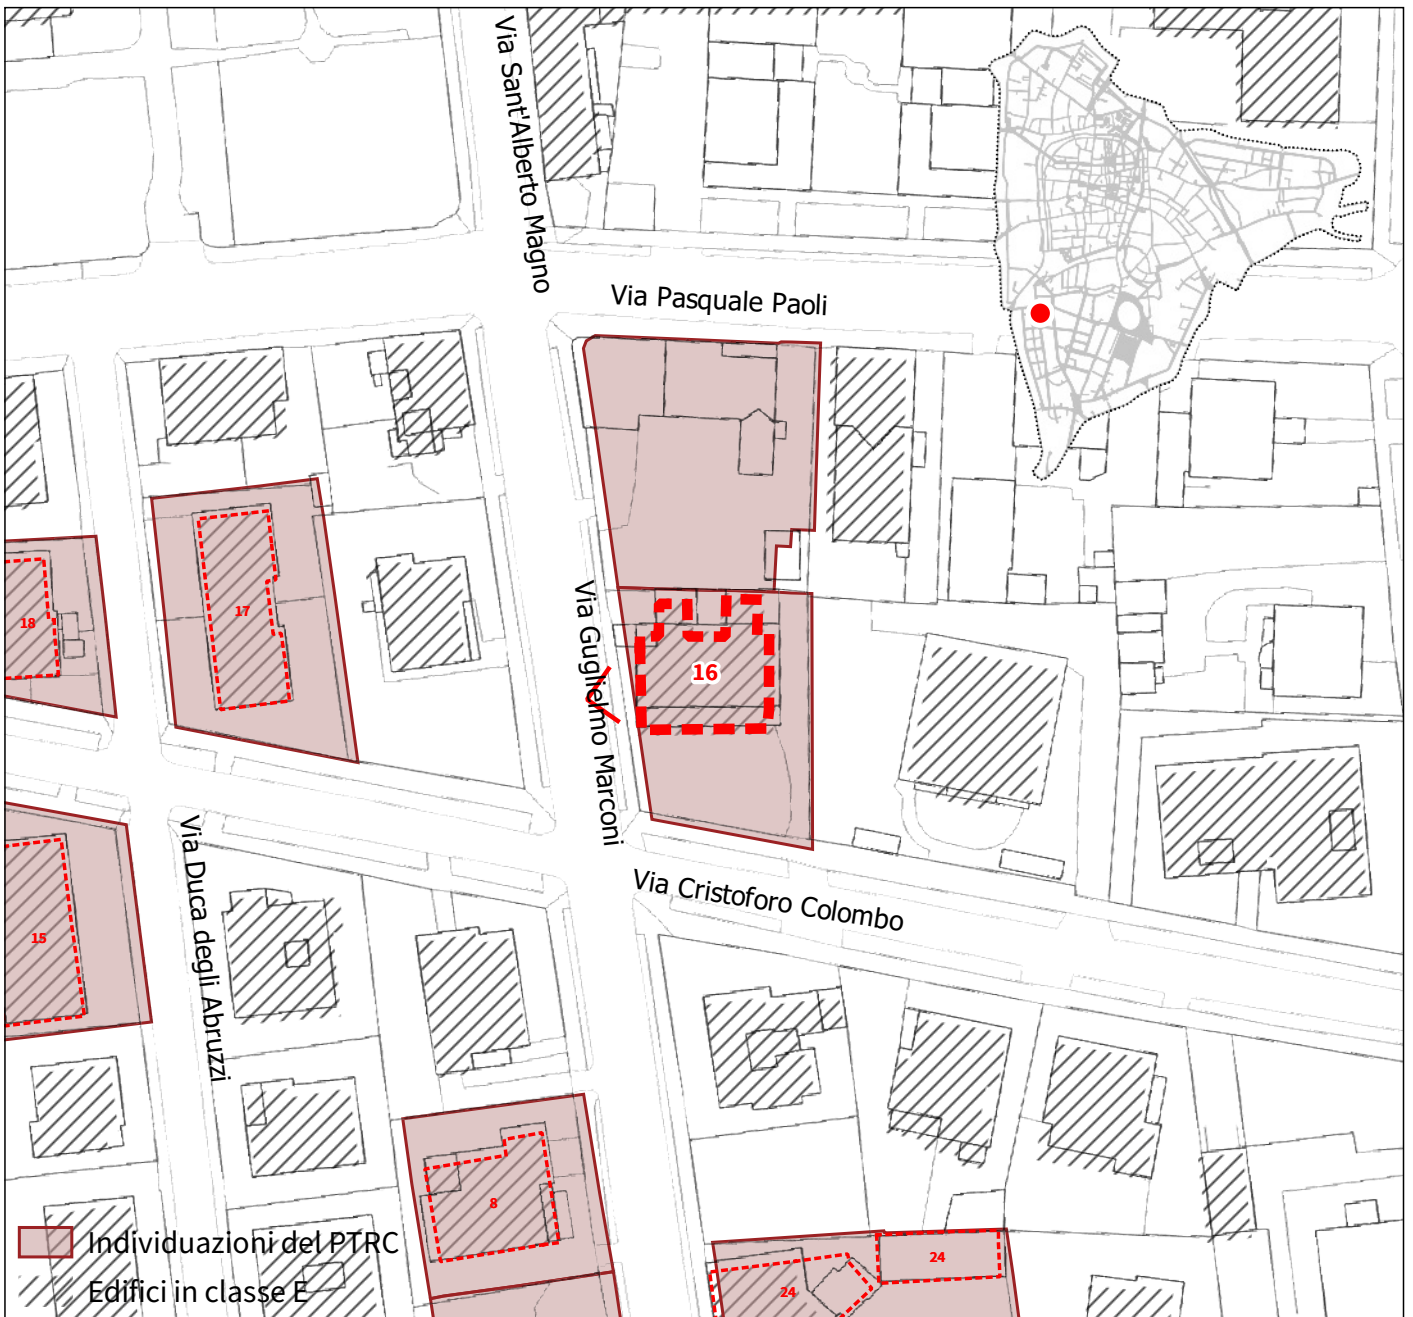 Via Sant'Alberto Magno
Via Pasquale Paoli
Via Guglielmo Marconi
16
17
18
15
Via Duca degli Abruzzi
Via Cristoforo Colombo
8
24
24
Individuazioni del PTRC
Edifici in classe E